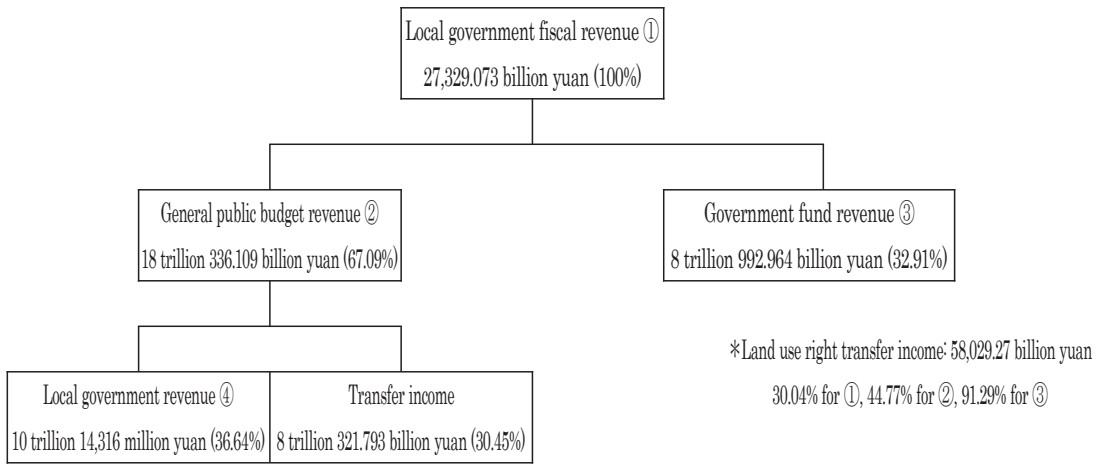 Local government fiscal revenue ①
27,329.073 billion yuan (100%)
General public budget revenue ②
18 trillion 336.109 billion yuan (67.09%)
Government fund revenue ③
8 trillion 992.964 billion yuan (32.91%)
Local government revenue ④
10 trillion 14,316 million yuan (36.64%)
Transfer income
8 trillion 321.793 billion yuan (30.45%)
*Land use right transfer income: 58,029.27 billion yuan
30.04% for ①, 44.77% for ②, 91.29% for ③